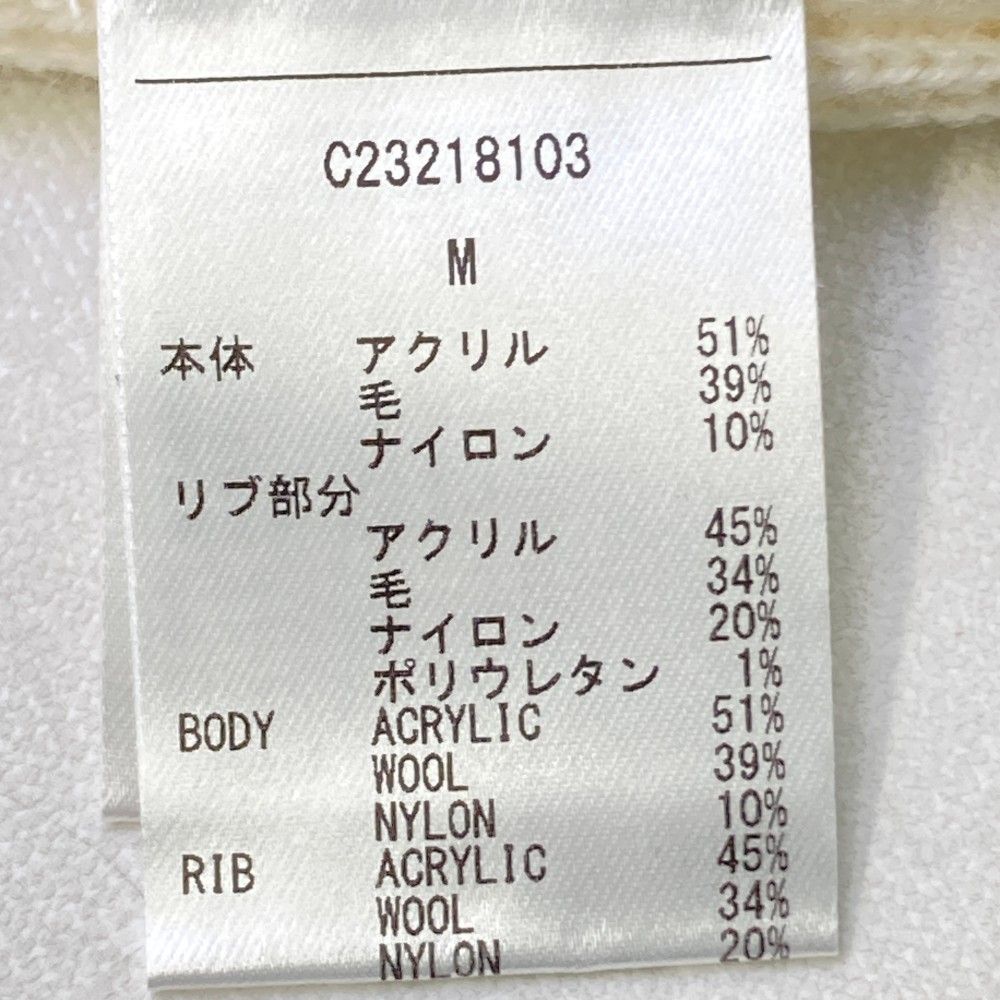 C23218103
M
本体 アクリル 51%
毛 39%
ナイロン 10%
リブ部分
アクリル 45%
毛 34%
ナイロン 20%
ポリウレタン 1%
BODY ACRYLIC 51%
WOOL 39%
NYLON 10%
RIB ACRYLIC 45%
WOOL 34%
NYLON 20%